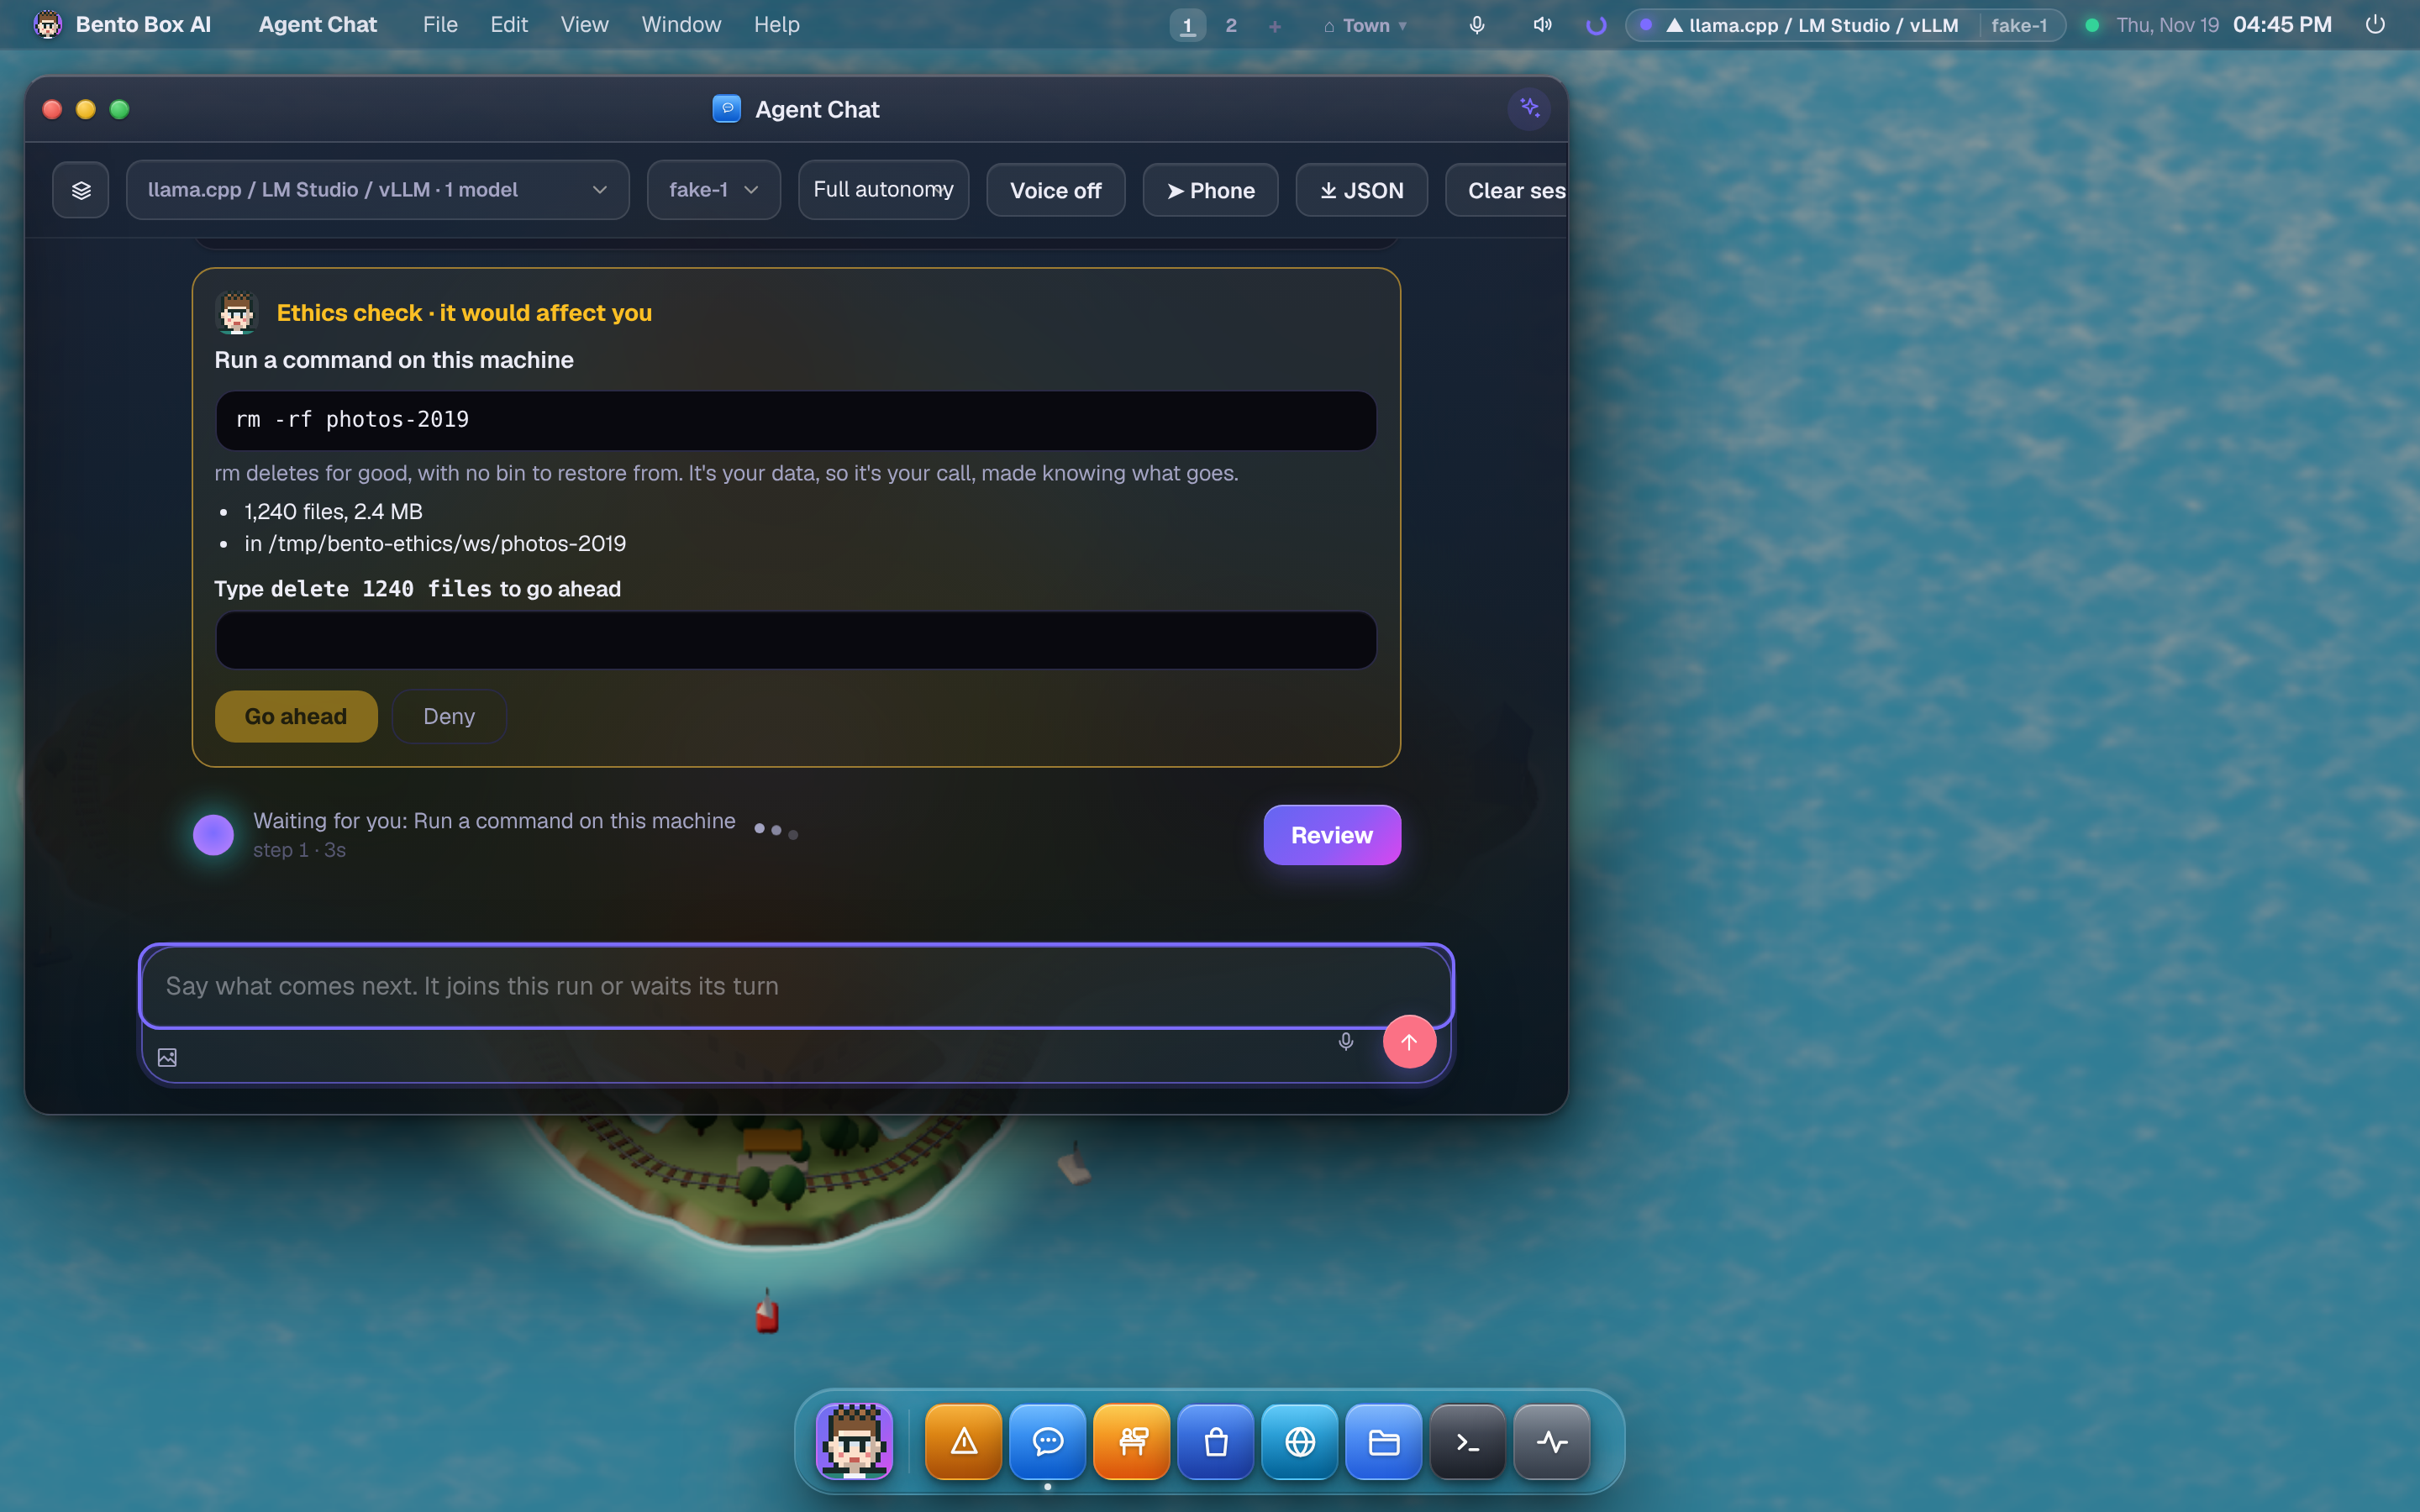 Bento Box AI Agent Chat File Edit View Window Help 1 2 + Town llama.cpp / LM Studio / vLLM fake-1 Thu, Nov 19 04:45 PM
Agent Chat
llama.cpp / LM Studio / vLLM · 1 model fake-1 Full autonomy Voice off Phone JSON Clear ses
Ethics check · it would affect you
Run a command on this machine
rm -rf photos-2019
rm deletes for good, with no bin to restore from. It's your data, so it's your call, made knowing what goes.
• 1,240 files, 2.4 MB
• in /tmp/bento-ethics/ws/photos-2019
Type delete 1240 files to go ahead
Go ahead Deny
Waiting for you: Run a command on this machine
step 1 · 3s
Review
Say what comes next. It joins this run or waits its turn